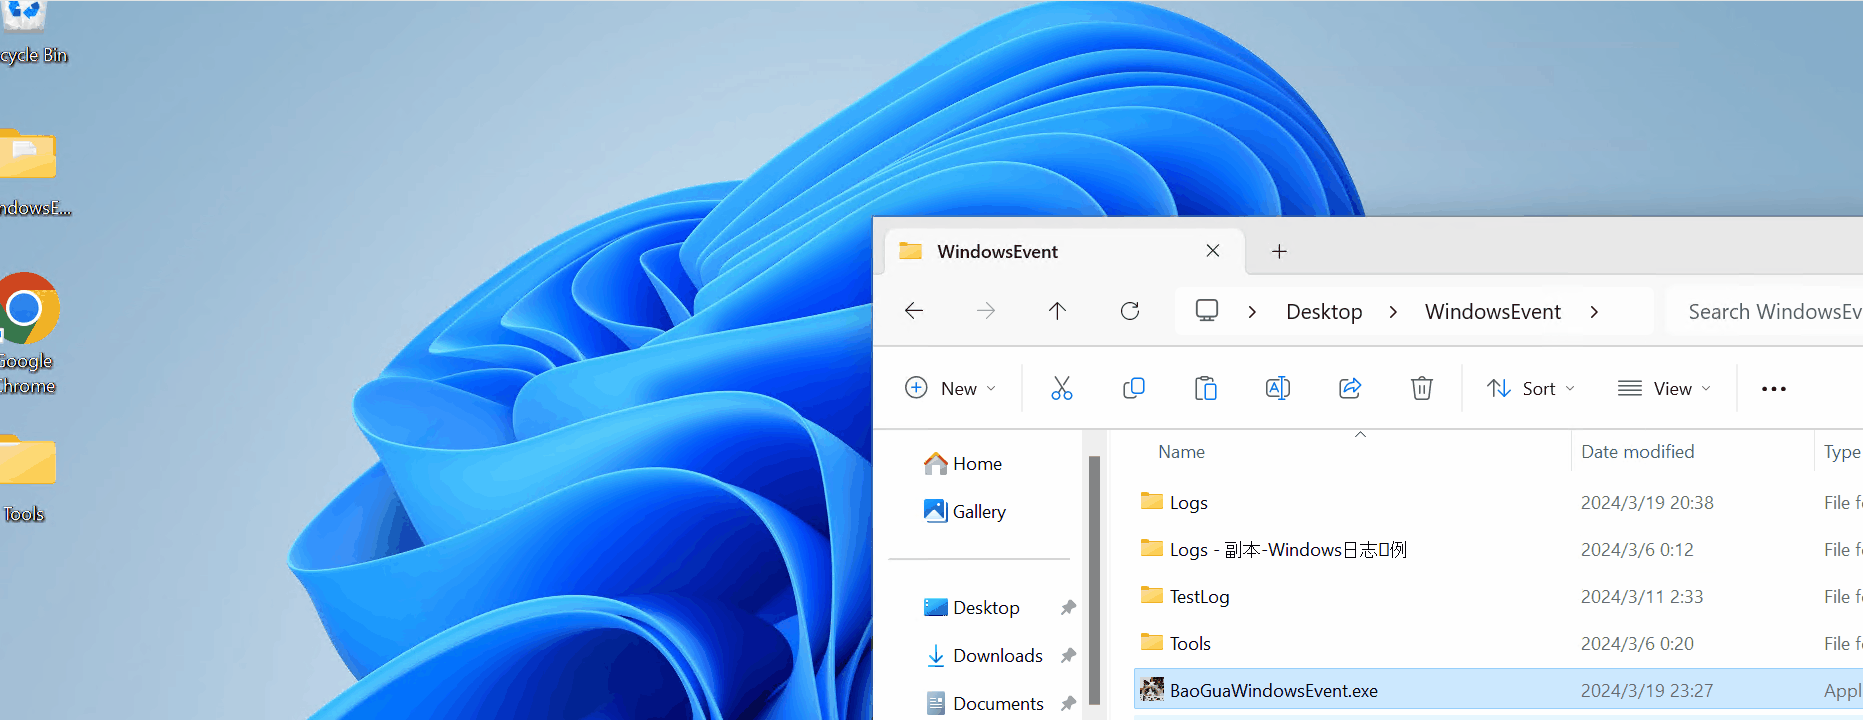 cycle Bin
ndowsE...
Google
Chrome
Tools
WindowsEvent
Desktop
WindowsEvent
Search WindowsEv
New
Sort
View
Home
Gallery
Desktop
Downloads
Documents
Name
Date modified
Type
Logs
2024/3/19 20:38
File f
Logs - 副本-Windows日志例
2024/3/6 0:12
File f
TestLog
2024/3/11 2:33
File f
Tools
2024/3/6 0:20
File f
BaoGuaWindowsEvent.exe
2024/3/19 23:27
Appl